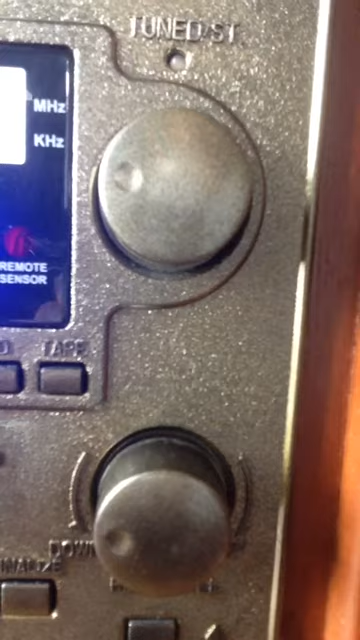 TUNED/ST.
MHz
KHz
REMOTE
SENSOR
TAPE
DOWN